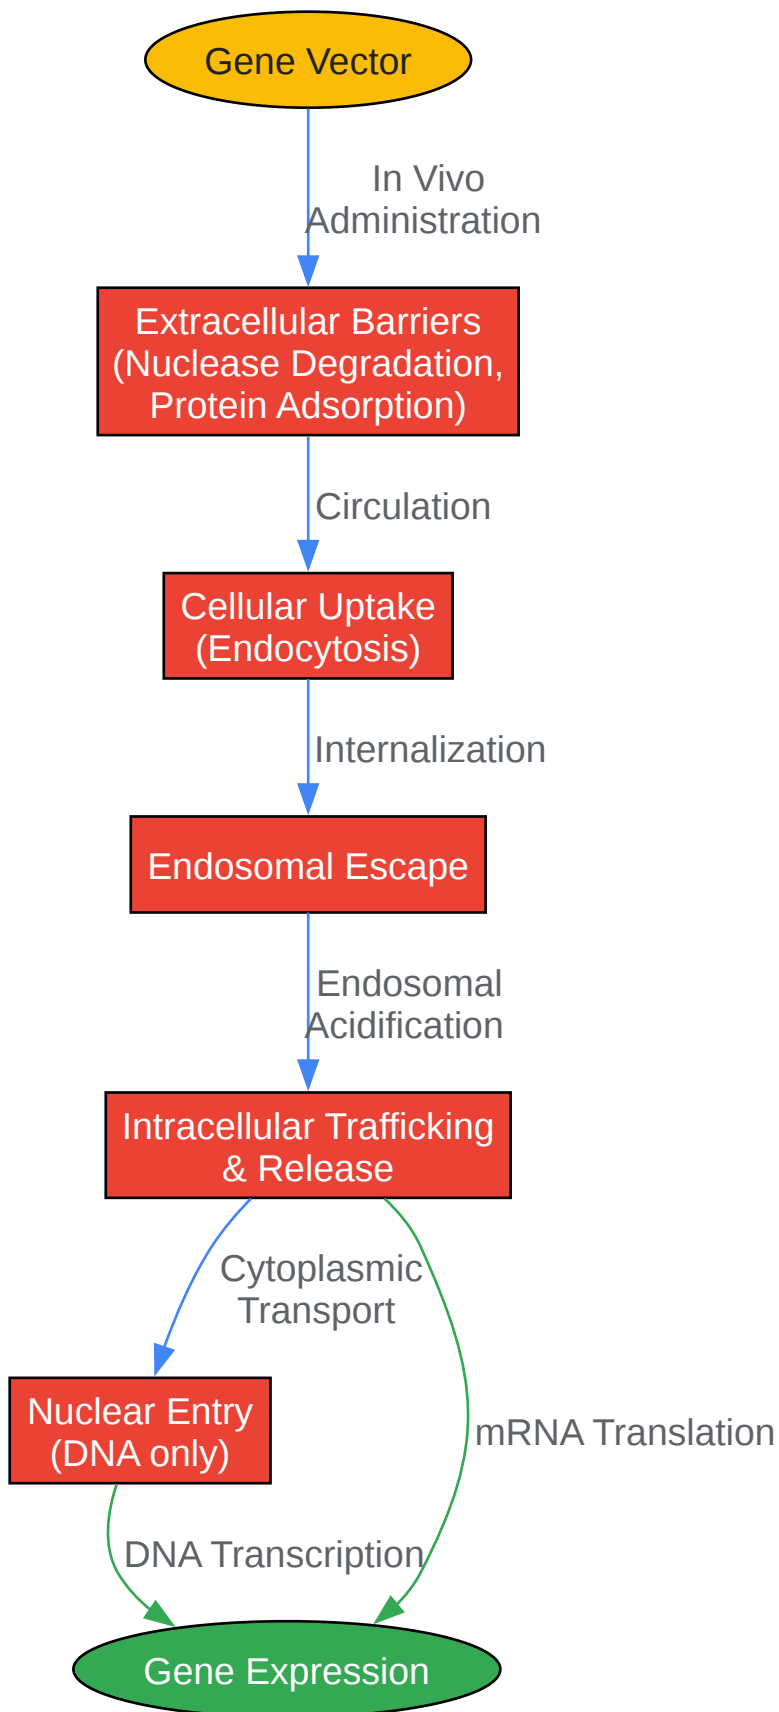 Gene Vector
In Vivo
Administration
Extracellular Barriers
(Nuclease Degradation,
Protein Adsorption)
Circulation
Cellular Uptake
(Endocytosis)
Internalization
Endosomal Escape
Endosomal
Acidification
Intracellular Trafficking
& Release
Cytoplasmic
Transport
Nuclear Entry
(DNA only)
mRNA Translation
DNA Transcription
Gene Expression